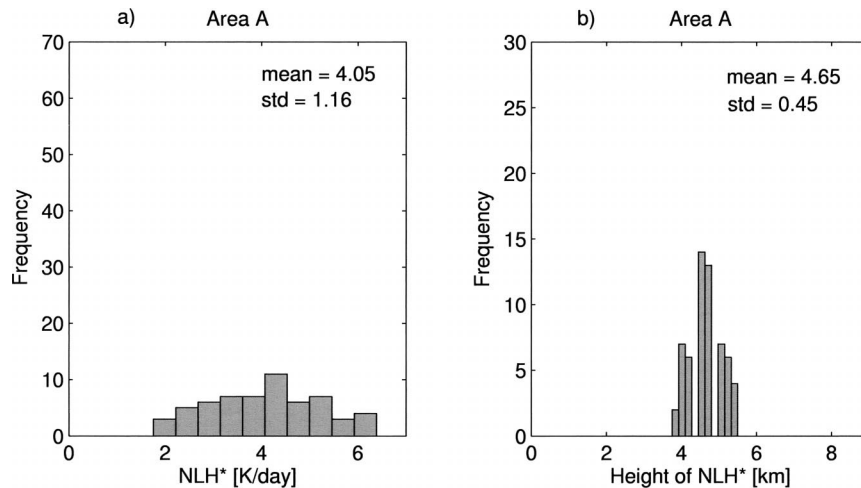 a) Area A
70
60
50
40
30
20
10
0
Frequency
mean = 4.05
std = 1.16
0 2 4 6
NLH* [K/day]
b) Area A
30
25
20
15
10
5
0
Frequency
mean = 4.65
std = 0.45
0 2 4 6 8
Height of NLH* [km]